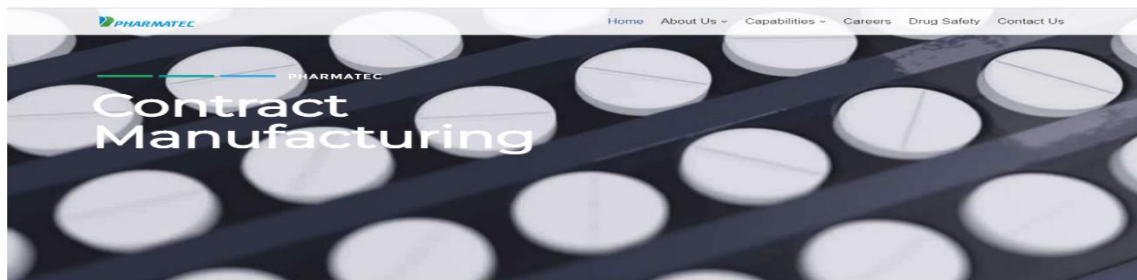 PHARMATEC
Home About Us Capabilities Careers Drug Safety Contact Us
PHARMATEC
Contract
Manufacturing